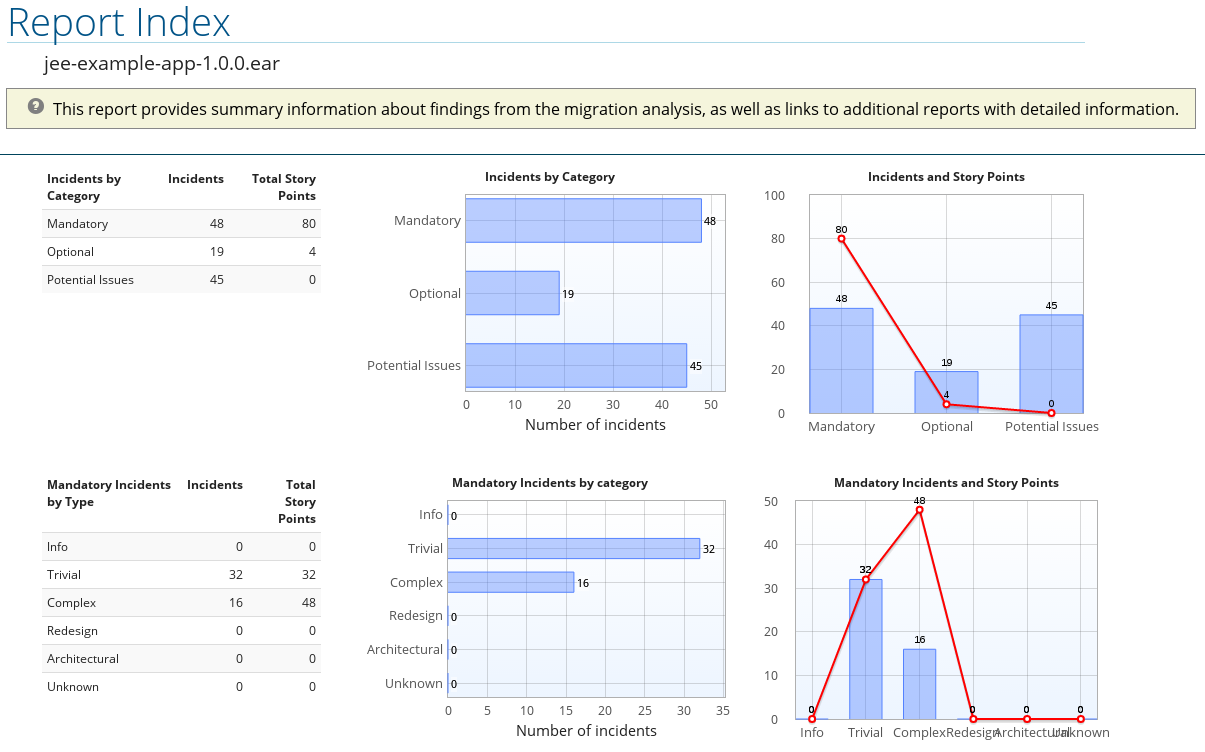 Report Index
jee-example-app-1.0.0.ear
This report provides summary information about findings from the migration analysis, as well as links to additional reports with detailed information.
Incidents by Category Incidents Total Story Points
Mandatory 48 80
Optional 19 4
Potential Issues 45 0
Incidents by Category
Mandatory 48
Optional 19
Potential Issues 45
0 10 20 30 40 50
Number of incidents
Incidents and Story Points
100
80
60
40
20
0
80
48
19
4
45
0
Mandatory Optional Potential Issues
Mandatory Incidents by Type Incidents Total Story Points
Info 0 0
Trivial 32 32
Complex 16 48
Redesign 0 0
Architectural 0 0
Unknown 0 0
Mandatory Incidents by category
Info 0
Trivial 32
Complex 16
Redesign 0
Architectural 0
Unknown 0
0 5 10 15 20 25 30 35
Number of incidents
Mandatory Incidents and Story Points
50
40
30
20
10
0
48
32
16
0 0 0 0
Info Trivial Complex Redesign Architectural Unknown